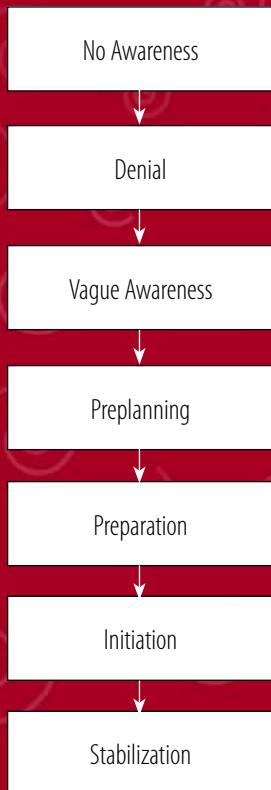 No Awareness
Denial
Vague Awareness
Preplanning
Preparation
Initiation
Stabilization